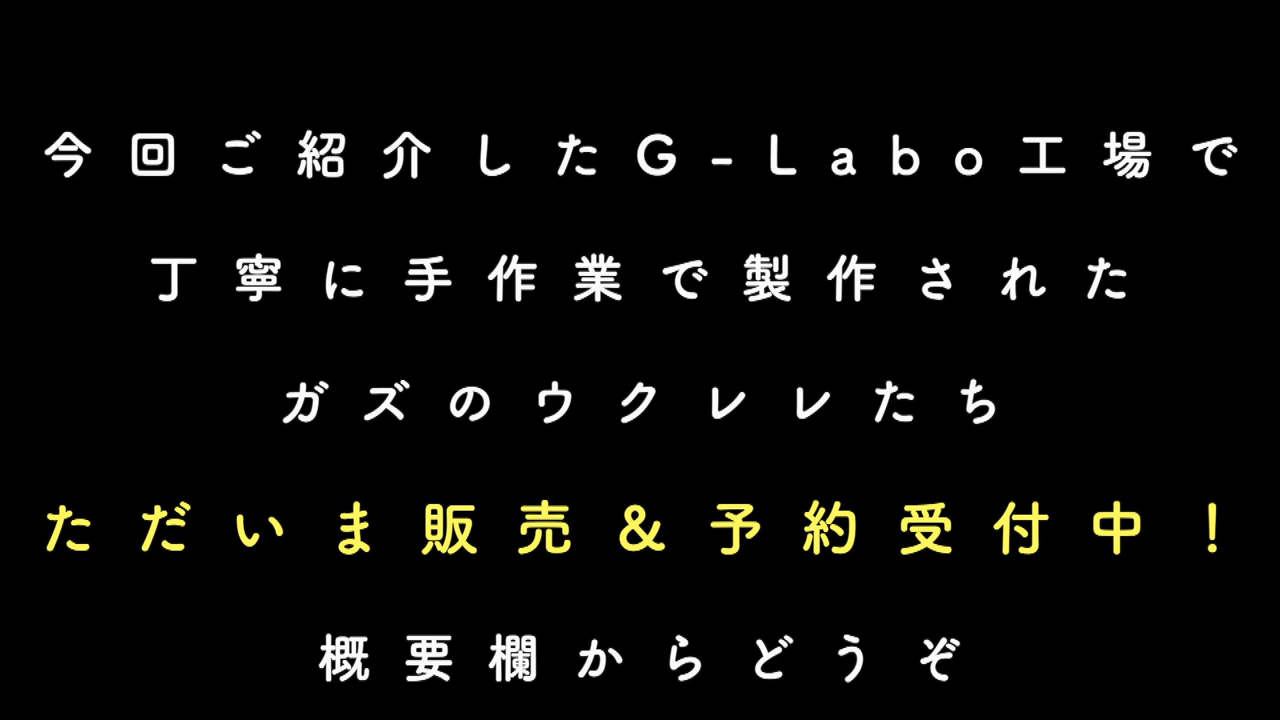 今回ご紹介したG-Labo工場で
丁寧に手作業で製作された
ガズのウクレレたち
ただいま販売&予約受付中!
概要欄からどうぞ